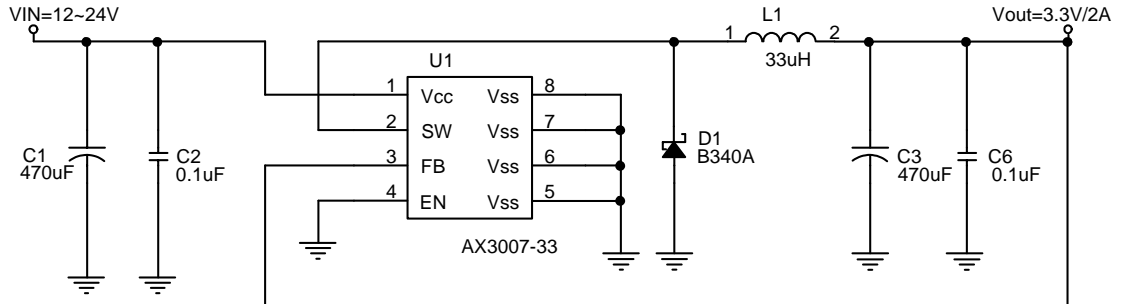 VIN=12~24V
L1
Vout=3.3V/2A
1
2
33uH
U1
1
Vcc
Vss
8
2
SW
Vss
7
3
FB
Vss
6
4
EN
Vss
5
C1
470uF
C2
0.1uF
D1
B340A
C3
470uF
C6
0.1uF
AX3007-33